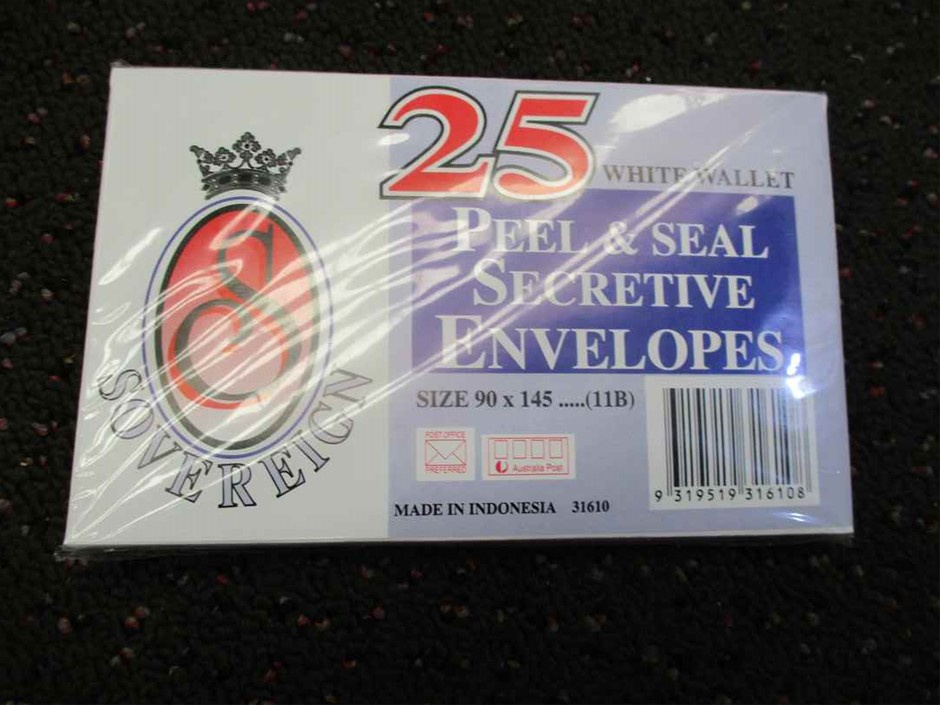 25
WHITE WALLET
PEEL & SEAL
SECRETIVE
ENVELOPES
S
SOVEREIGN
SIZE 90 x 145 .....(11B)
POST OFFICE
PREFERRED
Australia Post
MADE IN INDONESIA 31610
9 319519 316108